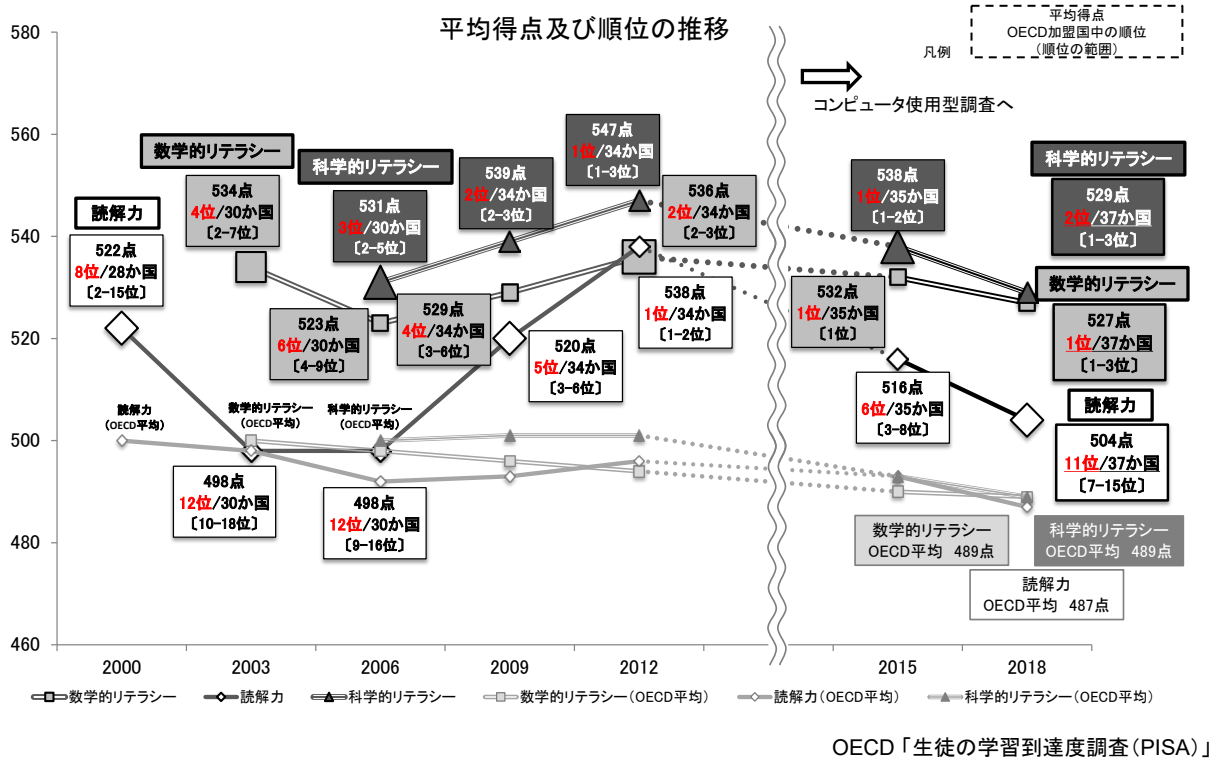 平均得点及び順位の推移
平均得点
OECD加盟国中の順位
(順位の範囲)
凡例
コンピュータ使用型調査へ
580
560
540
520
500
480
460
読解力
522点
8位/28か国
〔2-15位〕
数学的リテラシー
534点
4位/30か国
〔2-7位〕
科学的リテラシー
531点
3位/30か国
〔2-5位〕
539点
2位/34か国
〔2-3位〕
547点
1位/34か国
〔1-3位〕
536点
2位/34か国
〔2-3位〕
538点
1位/35か国
〔1-2位〕
科学的リテラシー
529点
2位/37か国
〔1-3位〕
523点
6位/30か国
〔4-9位〕
529点
4位/34か国
〔3-6位〕
520点
5位/34か国
〔3-6位〕
538点
1位/34か国
〔1-2位〕
532点
1位/35か国
〔1位〕
数学的リテラシー
527点
1位/37か国
〔1-3位〕
516点
6位/35か国
〔3-8位〕
読解力
504点
11位/37か国
〔7-15位〕
読解力
(OECD平均)
数学的リテラシー
(OECD平均)
科学的リテラシー
(OECD平均)
498点
12位/30か国
〔10-18位〕
498点
12位/30か国
〔9-16位〕
数学的リテラシー
OECD平均 489点
科学的リテラシー
OECD平均 489点
読解力
OECD平均 487点
2000
2003
2006
2009
2012
2015
2018
数学的リテラシー
読解力
科学的リテラシー
数学的リテラシー(OECD平均)
読解力(OECD平均)
科学的リテラシー(OECD平均)
OECD「生徒の学習到達度調査(PISA)」